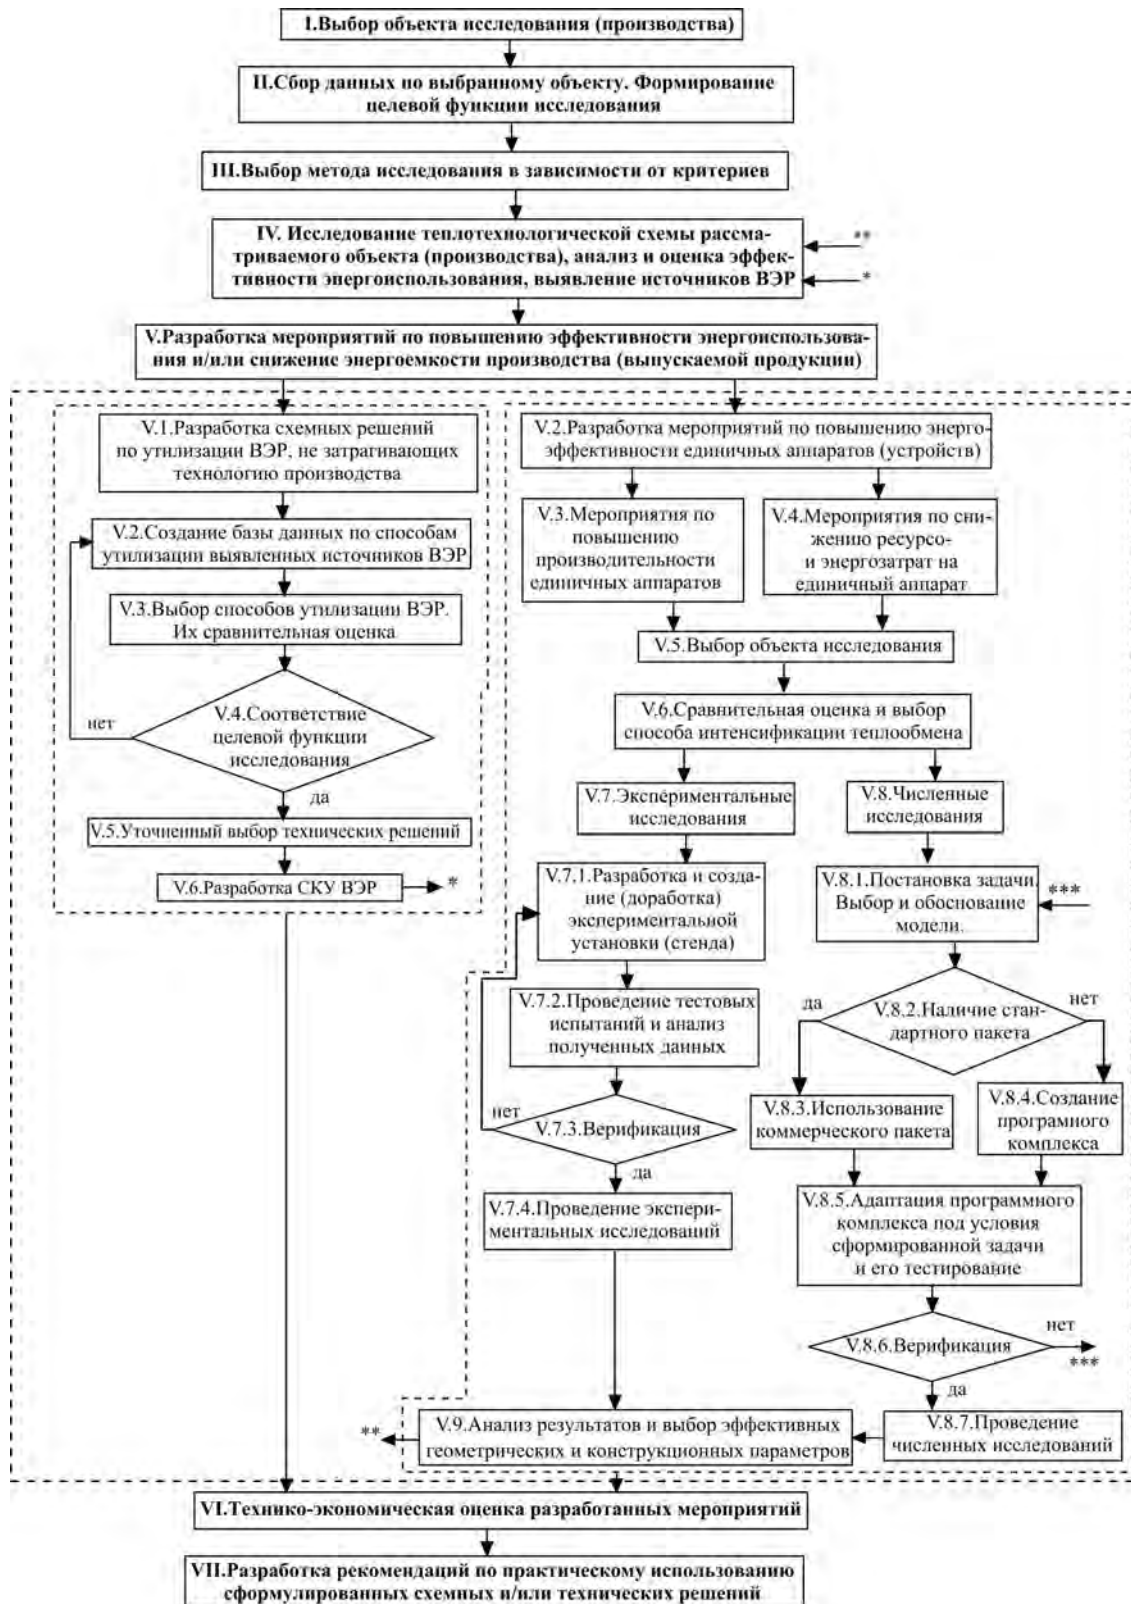 I.Выбор объекта исследования (производства)
II.Сбор данных по выбранному объекту. Формирование
целевой функции исследования
III.Выбор метода исследования в зависимости от критериев
IV. Исследование теплотехнологической схемы рассма-
триваемого объекта (производства), анализ и оценка эффек-
тивности энергоиспользования, выявление источников ВЭР
**
*
V.Разработка мероприятий по повышению эффективности энергоиспользова-
ния и/или снижение энергоемкости производства (выпускаемой продукции)
V.1.Разработка схемных решений
по утилизации ВЭР, не затрагивающих
технологию производства
V.2.Создание базы данных по способам
утилизации выявленных источников ВЭР
V.3.Выбор способов утилизации ВЭР.
Их сравнительная оценка
V.4.Соответствие
целевой функции
исследования
нет
да
V.5.Уточненный выбор технических решений
V.6.Разработка СКУ ВЭР
*
V.2.Разработка мероприятий по повышению энерго-
эффективности единичных аппаратов (устройств)
V.3.Мероприятия по
повышению
производительности
единичных аппаратов
V.4.Мероприятия по сни-
жению ресурсо-
и энергозатрат на
единичный аппарат
V.5.Выбор объекта исследования
V.6.Сравнительная оценка и выбор
способа интенсификации теплообмена
V.7.Экспериментальные
исследования
V.8.Численные
исследования
V.7.1.Разработка и созда-
ние (доработка)
экспериментальной
установки (стенда)
V.7.2.Проведение тестовых
испытаний и анализ
полученных данных
нет
V.7.3.Верификация
да
V.7.4.Проведение экспери-
ментальных исследований
V.8.1.Постановка задачи.
Выбор и обоснование
модели.
***
да
V.8.2.Наличие стан-
дартного пакета
нет
V.8.3.Использование
коммерческого пакета
V.8.4.Создание
програмного
комплекса
V.8.5.Адаптация программного
комплекса под условия
сформированной задачи
и его тестирование
V.8.6.Верификация
нет
***
да
V.8.7.Проведение
численных исследований
V.9.Анализ результатов и выбор эффективных
геометрических и конструкционных параметров
**
VI.Технико-экономическая оценка разработанных мероприятий
VII.Разработка рекомендаций по практическому использованию
сформулированных схемных и/или технических решений